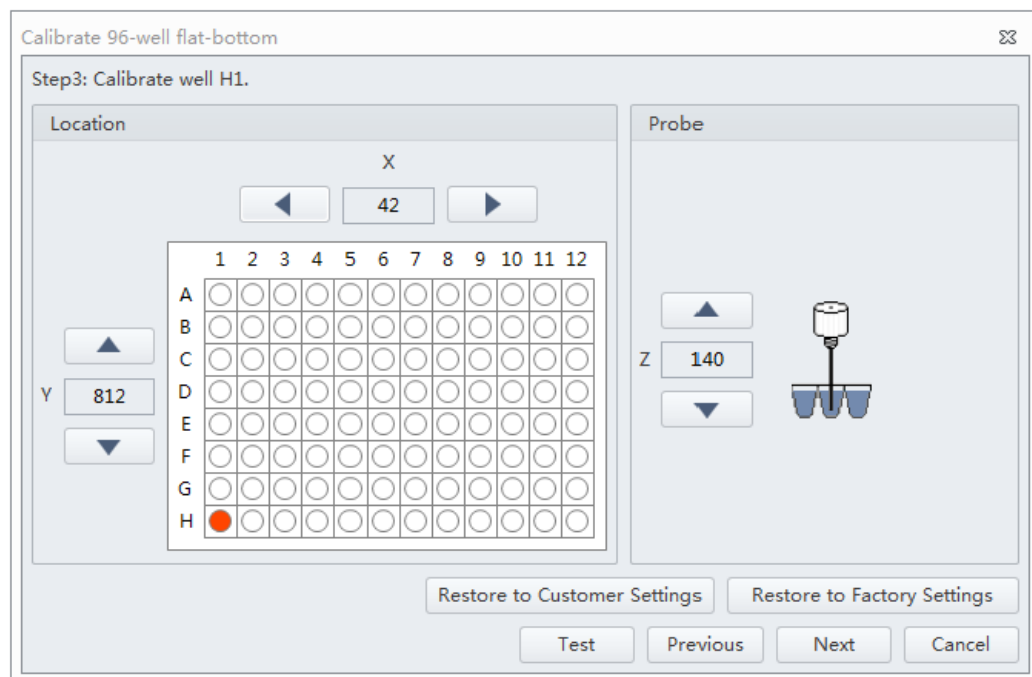 Calibrate 96-well flat-bottom
Step3: Calibrate well H1.
Location
X
42
1 2 3 4 5 6 7 8 9 10 11 12
A
B
C
D
E
F
G
H
Y 812
Probe
Z 140
Restore to Customer Settings Restore to Factory Settings
Test Previous Next Cancel